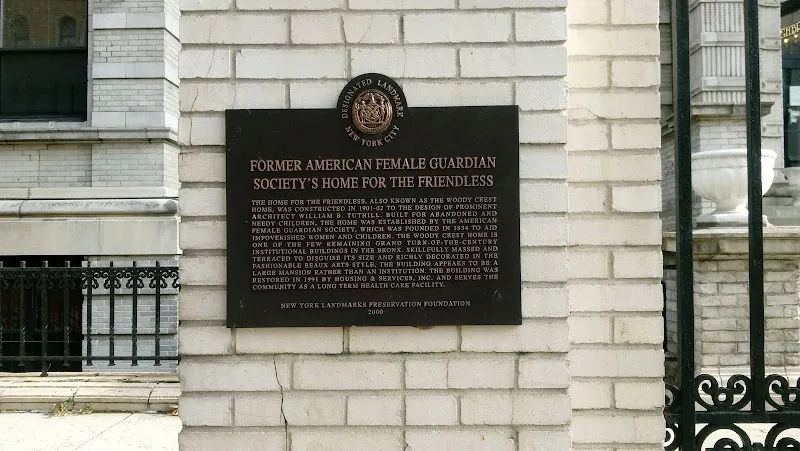 DESIGNATED LANDMARK
NEW YORK CITY
FORMER AMERICAN FEMALE GUARDIAN
SOCIETY'S HOME FOR THE FRIENDLESS
THE HOME FOR THE FRIENDLESS, ALSO KNOWN AS THE WOODY CREST
HOME, WAS CONSTRUCTED IN 1901-02 TO THE DESIGN OF PROMINENT
ARCHITECT WILLIAM B. TUTHILL. BUILT FOR ABANDONED AND
NEEDY CHILDREN, THE HOME WAS ESTABLISHED BY THE AMERICAN
FEMALE GUARDIAN SOCIETY, WHICH WAS FOUNDED IN 1834 TO AID
IMPOVERISHED WOMEN AND CHILDREN. THE WOODY CREST HOME IS
ONE OF THE FEW REMAINING GRAND TURN-OF-THE-CENTURY
INSTITUTIONAL BUILDINGS IN THE BRONX. SKILLFULLY MASSED AND
TERRACED TO DISGUISE ITS SIZE AND RICHLY DECORATED IN THE
FASHIONABLE BEAUX ARTS STYLE, THE BUILDING APPEARS TO BE A
LARGE MANSION RATHER THAN AN INSTITUTION. THE BUILDING WAS
RESTORED IN 1991 BY HOUSING & SERVICES, INC. AND SERVES THE
COMMUNITY AS A LONG TERM HEALTH CARE FACILITY.
NEW YORK LANDMARKS PRESERVATION FOUNDATION
2000